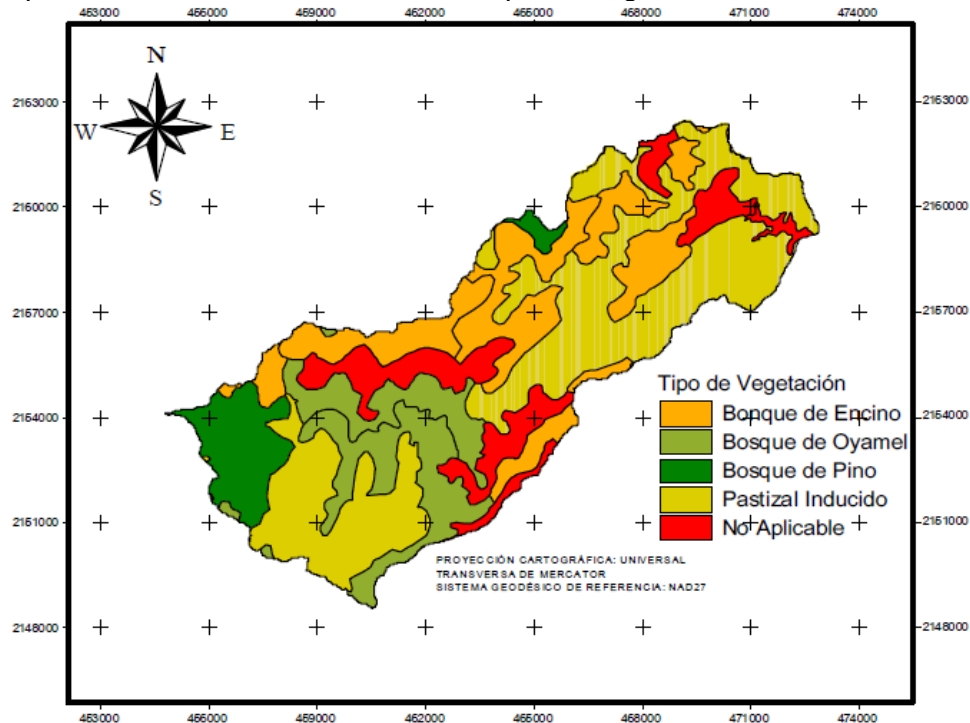 453000 456000 459000 462000 465000 468000 471000 474000
N
W E
S
2163000 2163000
2160000 2160000
2157000 2157000
Tipo de Vegetación
2154000 2154000
Bonque de Encino
Bosque de Oyamel
Bosque de Pino
Pastizal Inducido
No Aplicable
2151000 2151000
PROYECCIÓN CARTOGRÁFICA: UNIVERSAL
TRANSVERSA DE MERCATOR
SISTEMA GEODÉSICO DE REFERENCIA: NAD27
2148000 2148000
453000 456000 459000 462000 465000 468000 471000 474000